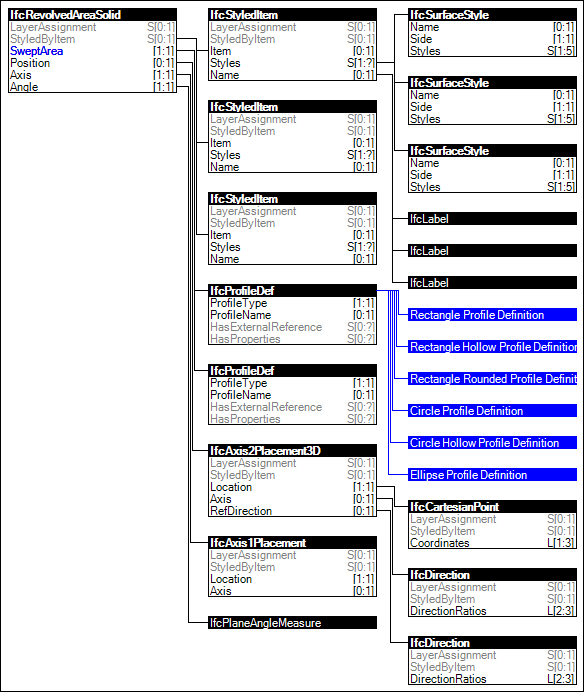 IfcRevolvedAreaSolid
LayerAssignment S[0:1]
StyledByItem S[0:1]
SweptArea [1:1]
Position [0:1]
Axis [1:1]
Angle [1:1]
IfcStyledItem
LayerAssignment S[0:1]
StyledByItem S[0:1]
Item [0:1]
Styles S[1:?]
Name [0:1]
IfcStyledItem
LayerAssignment S[0:1]
StyledByItem S[0:1]
Item [0:1]
Styles S[1:?]
Name [0:1]
IfcStyledItem
LayerAssignment S[0:1]
StyledByItem S[0:1]
Item [0:1]
Styles S[1:?]
Name [0:1]
IfcProfileDef
ProfileType [1:1]
ProfileName [0:1]
HasExternalReference S[0:?]
HasProperties S[0:?]
IfcProfileDef
ProfileType [1:1]
ProfileName [0:1]
HasExternalReference S[0:?]
HasProperties S[0:?]
IfcAxis2Placement3D
LayerAssignment S[0:1]
StyledByItem S[0:1]
Location [1:1]
Axis [0:1]
RefDirection [0:1]
IfcAxis1Placement
LayerAssignment S[0:1]
StyledByItem S[0:1]
Location [1:1]
Axis [0:1]
IfcPlaneAngleMeasure
IfcSurfaceStyle
Name [0:1]
Side [1:1]
Styles S[1:5]
IfcSurfaceStyle
Name [0:1]
Side [1:1]
Styles S[1:5]
IfcSurfaceStyle
Name [0:1]
Side [1:1]
Styles S[1:5]
IfcLabel
IfcLabel
IfcLabel
Rectangle Profile Definition
Rectangle Hollow Profile Definition
Rectangle Rounded Profile Definit
Circle Profile Definition
Circle Hollow Profile Definition
Ellipse Profile Definition
IfcCartesianPoint
LayerAssignment S[0:1]
StyledByItem S[0:1]
Coordinates L[1:3]
IfcDirection
LayerAssignment S[0:1]
StyledByItem S[0:1]
DirectionRatios L[2:3]
IfcDirection
LayerAssignment S[0:1]
StyledByItem S[0:1]
DirectionRatios L[2:3]